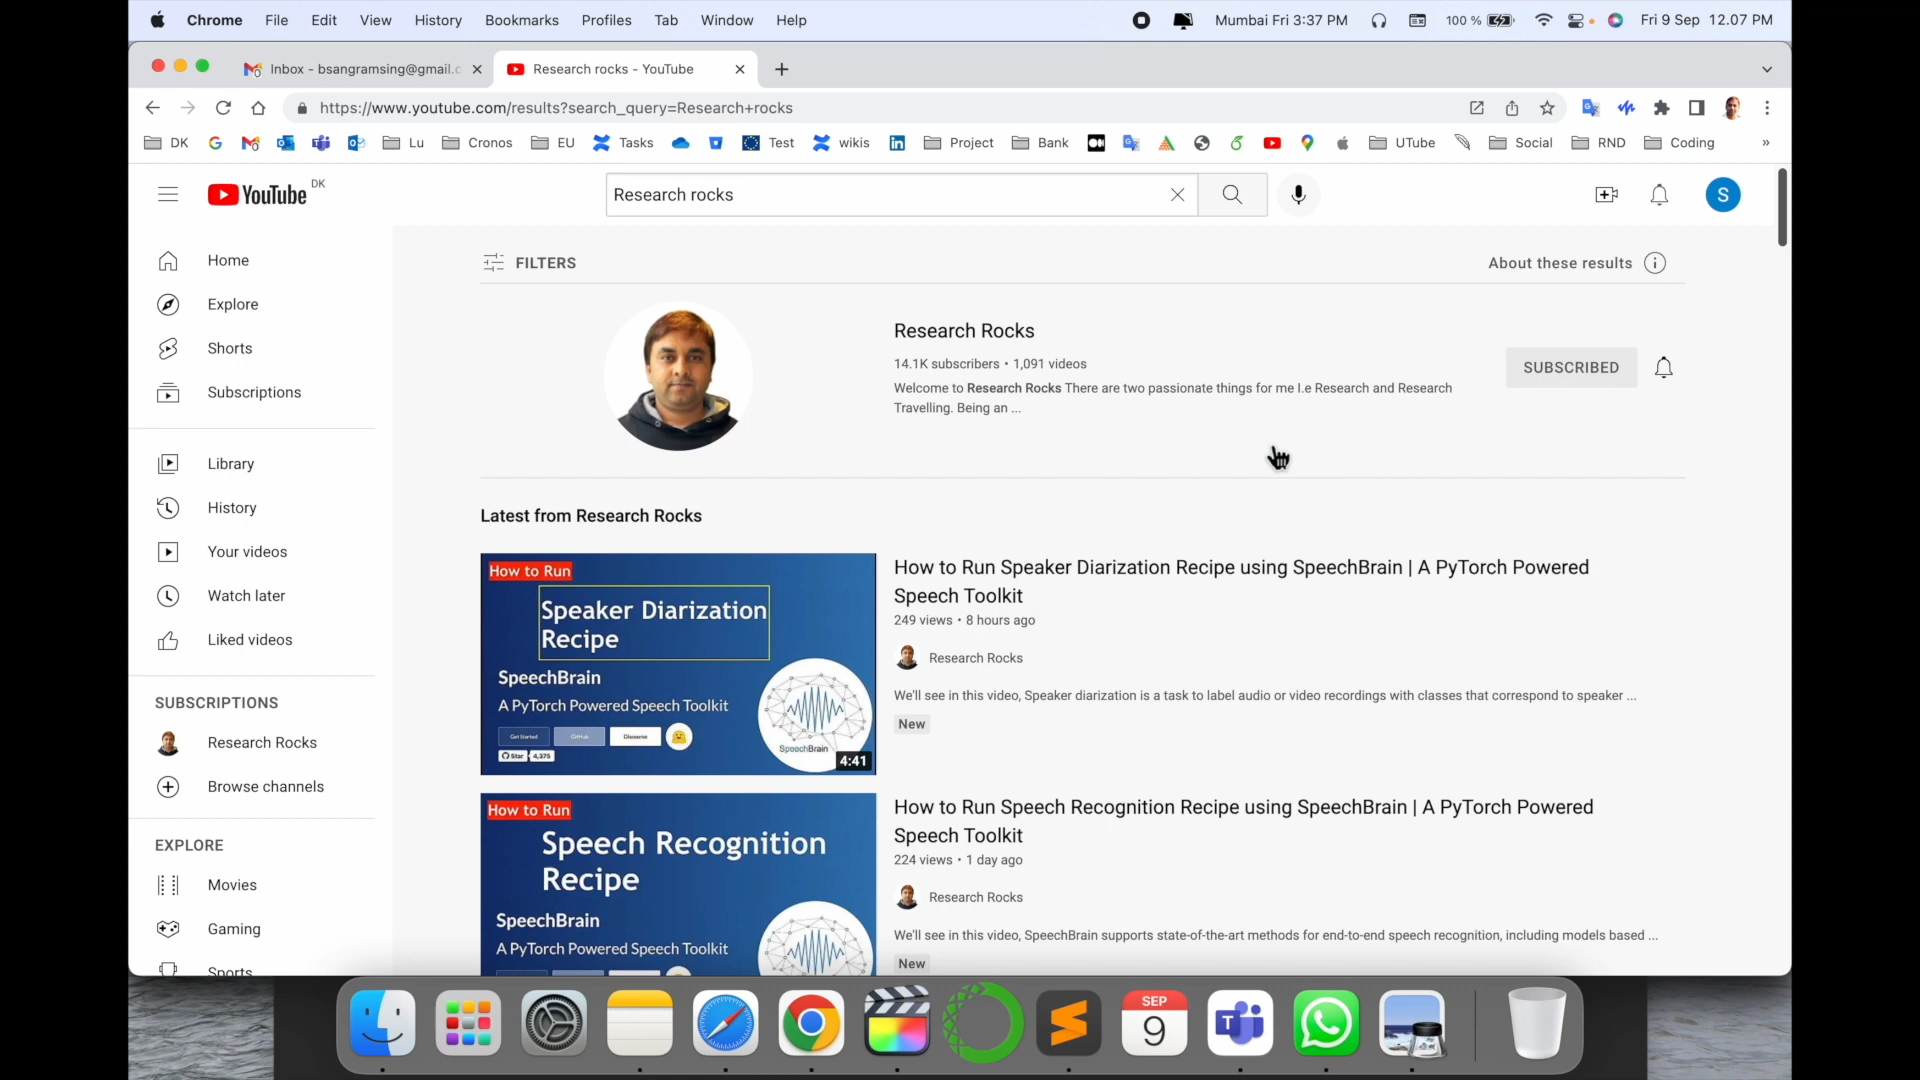 Chrome File Edit View History Bookmarks Profiles Tab Window Help Mumbai Fri 3:37 PM 100 % Fri 9 Sep 12.07 PM
Inbox - bsangramsing@gmail.c Research rocks - YouTube
https://www.youtube.com/results?search_query=Research+rocks
DK Lu Cronos EU Tasks Test wikis Project Bank UTube Social RND Coding »
YouTube DK
Research rocks
S
Home
Explore
Shorts
Subscriptions
Library
History
Your videos
Watch later
Liked videos
SUBSCRIPTIONS
Research Rocks
Browse channels
EXPLORE
Movies
Gaming
Sports
FILTERS
About these results
Research Rocks
14.1K subscribers • 1,091 videos
Welcome to Research Rocks There are two passionate things for me I.e Research and Research
Travelling. Being an ...
SUBSCRIBED
Latest from Research Rocks
How to Run
Speaker Diarization
Recipe
SpeechBrain
A PyTorch Powered Speech Toolkit
Get Started GitHub Discourse
Star 4,375
SpeechBrain
4:41
How to Run Speaker Diarization Recipe using SpeechBrain | A PyTorch Powered
Speech Toolkit
249 views • 8 hours ago
Research Rocks
We'll see in this video, Speaker diarization is a task to label audio or video recordings with classes that correspond to speaker ...
New
How to Run
Speech Recognition
Recipe
SpeechBrain
A PyTorch Powered Speech Toolkit
How to Run Speech Recognition Recipe using SpeechBrain | A PyTorch Powered
Speech Toolkit
224 views • 1 day ago
Research Rocks
We'll see in this video, SpeechBrain supports state-of-the-art methods for end-to-end speech recognition, including models based ...
New
SEP
9
T